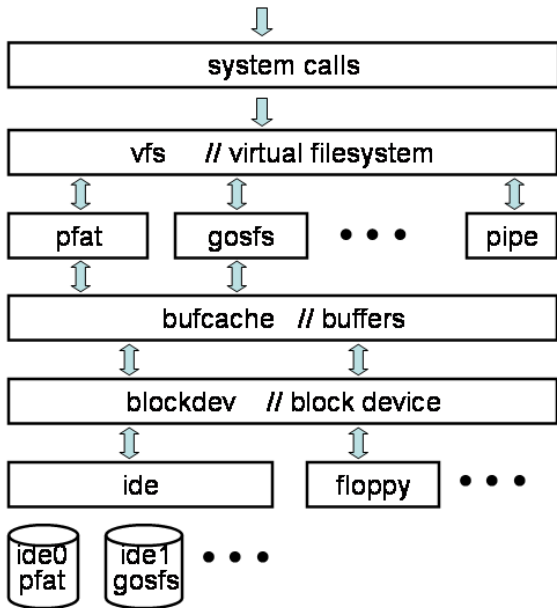 system calls
vfs // virtual filesystem
pfat
gosfs
• • •
pipe
bufcache // buffers
blockdev // block device
ide
floppy
• • •
ide0
pfat
ide1
gosfs
• • •